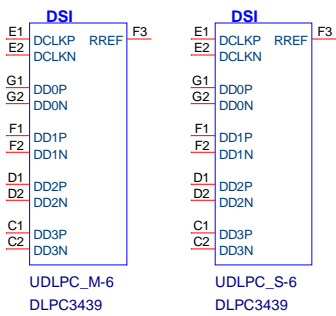 DSI
E1 DCLKP RREF F3
E2 DCLKN
G1 DD0P
G2 DD0N
F1 DD1P
F2 DD1N
D1 DD2P
D2 DD2N
C1 DD3P
C2 DD3N
UDLPC_M-6
DLPC3439
DSI
E1 DCLKP RREF F3
E2 DCLKN
G1 DD0P
G2 DD0N
F1 DD1P
F2 DD1N
D1 DD2P
D2 DD2N
C1 DD3P
C2 DD3N
UDLPC_S-6
DLPC3439